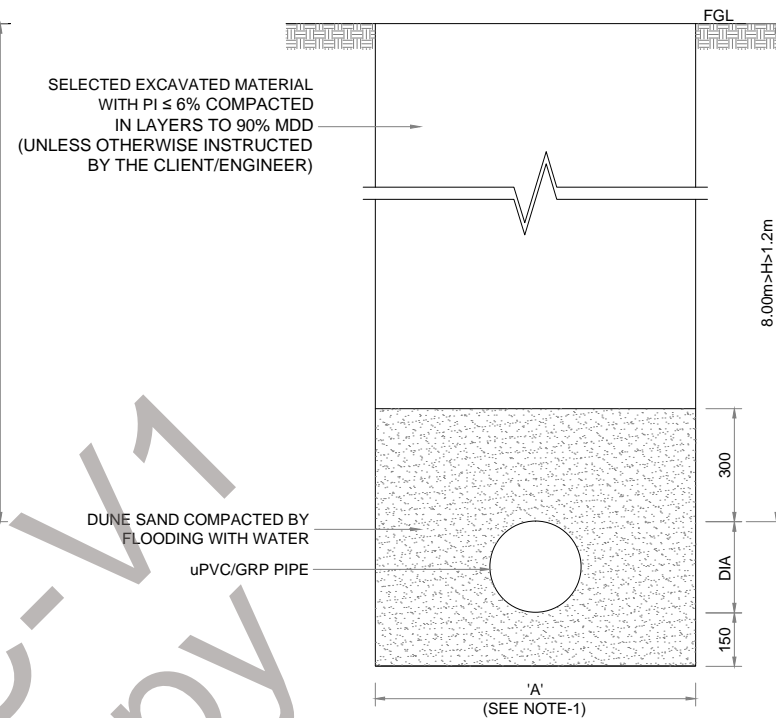 FGL
SELECTED EXCAVATED MATERIAL
WITH PI ≤ 6% COMPACTED
IN LAYERS TO 90% MDD
(UNLESS OTHERWISE INSTRUCTED
BY THE CLIENT/ENGINEER)
8.00m>H>1.2m
300
DUNE SAND COMPACTED BY
FLOODING WITH WATER
uPVC/GRP PIPE
DIA
150
'A'
(SEE NOTE-1)